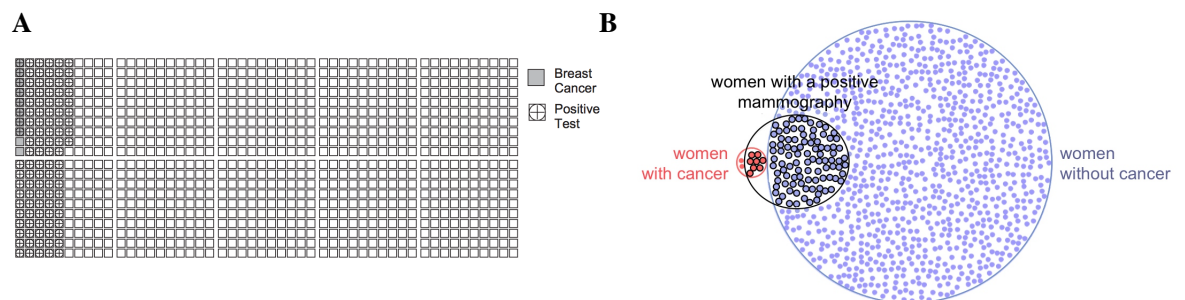 A
Breast
Cancer
Positive
Test
B
women with a positive
mammography
women
with cancer
women
without cancer